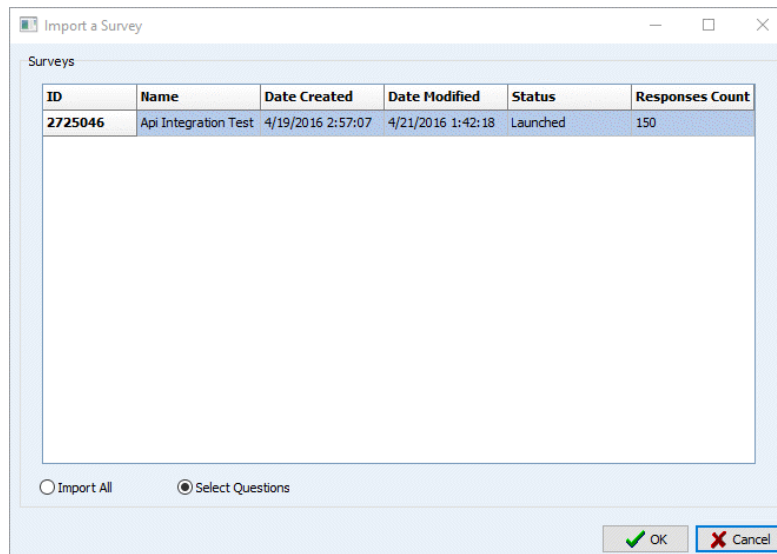 Import a Survey
Surveys
ID Name Date Created Date Modified Status Responses Count
2725046 Api Integration Test 4/19/2016 2:57:07 4/21/2016 1:42:18 Launched 150
Import All Select Questions
OK Cancel